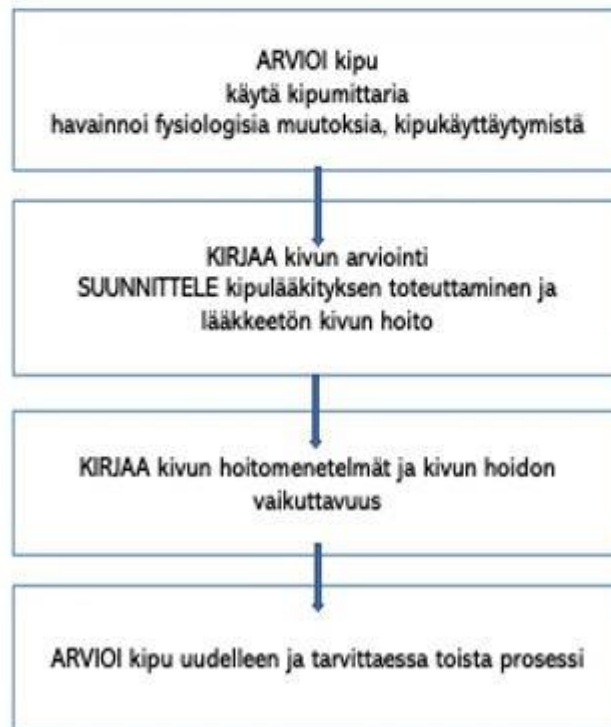 ARVIOI kipu
käytä kipumittaria
havainnoi fysiologisia muutoksia, kipukäyttäytymistä
KIRJAA kivun arviointi
SUUNNITTELE kipulääkityksen toteuttaminen ja
lääkkeetön kivun hoito
KIRJAA kivun hoitomenetelmät ja kivun hoidon
vaikuttavuus
ARVIOI kipu uudelleen ja tarvittaessa toista prosessi